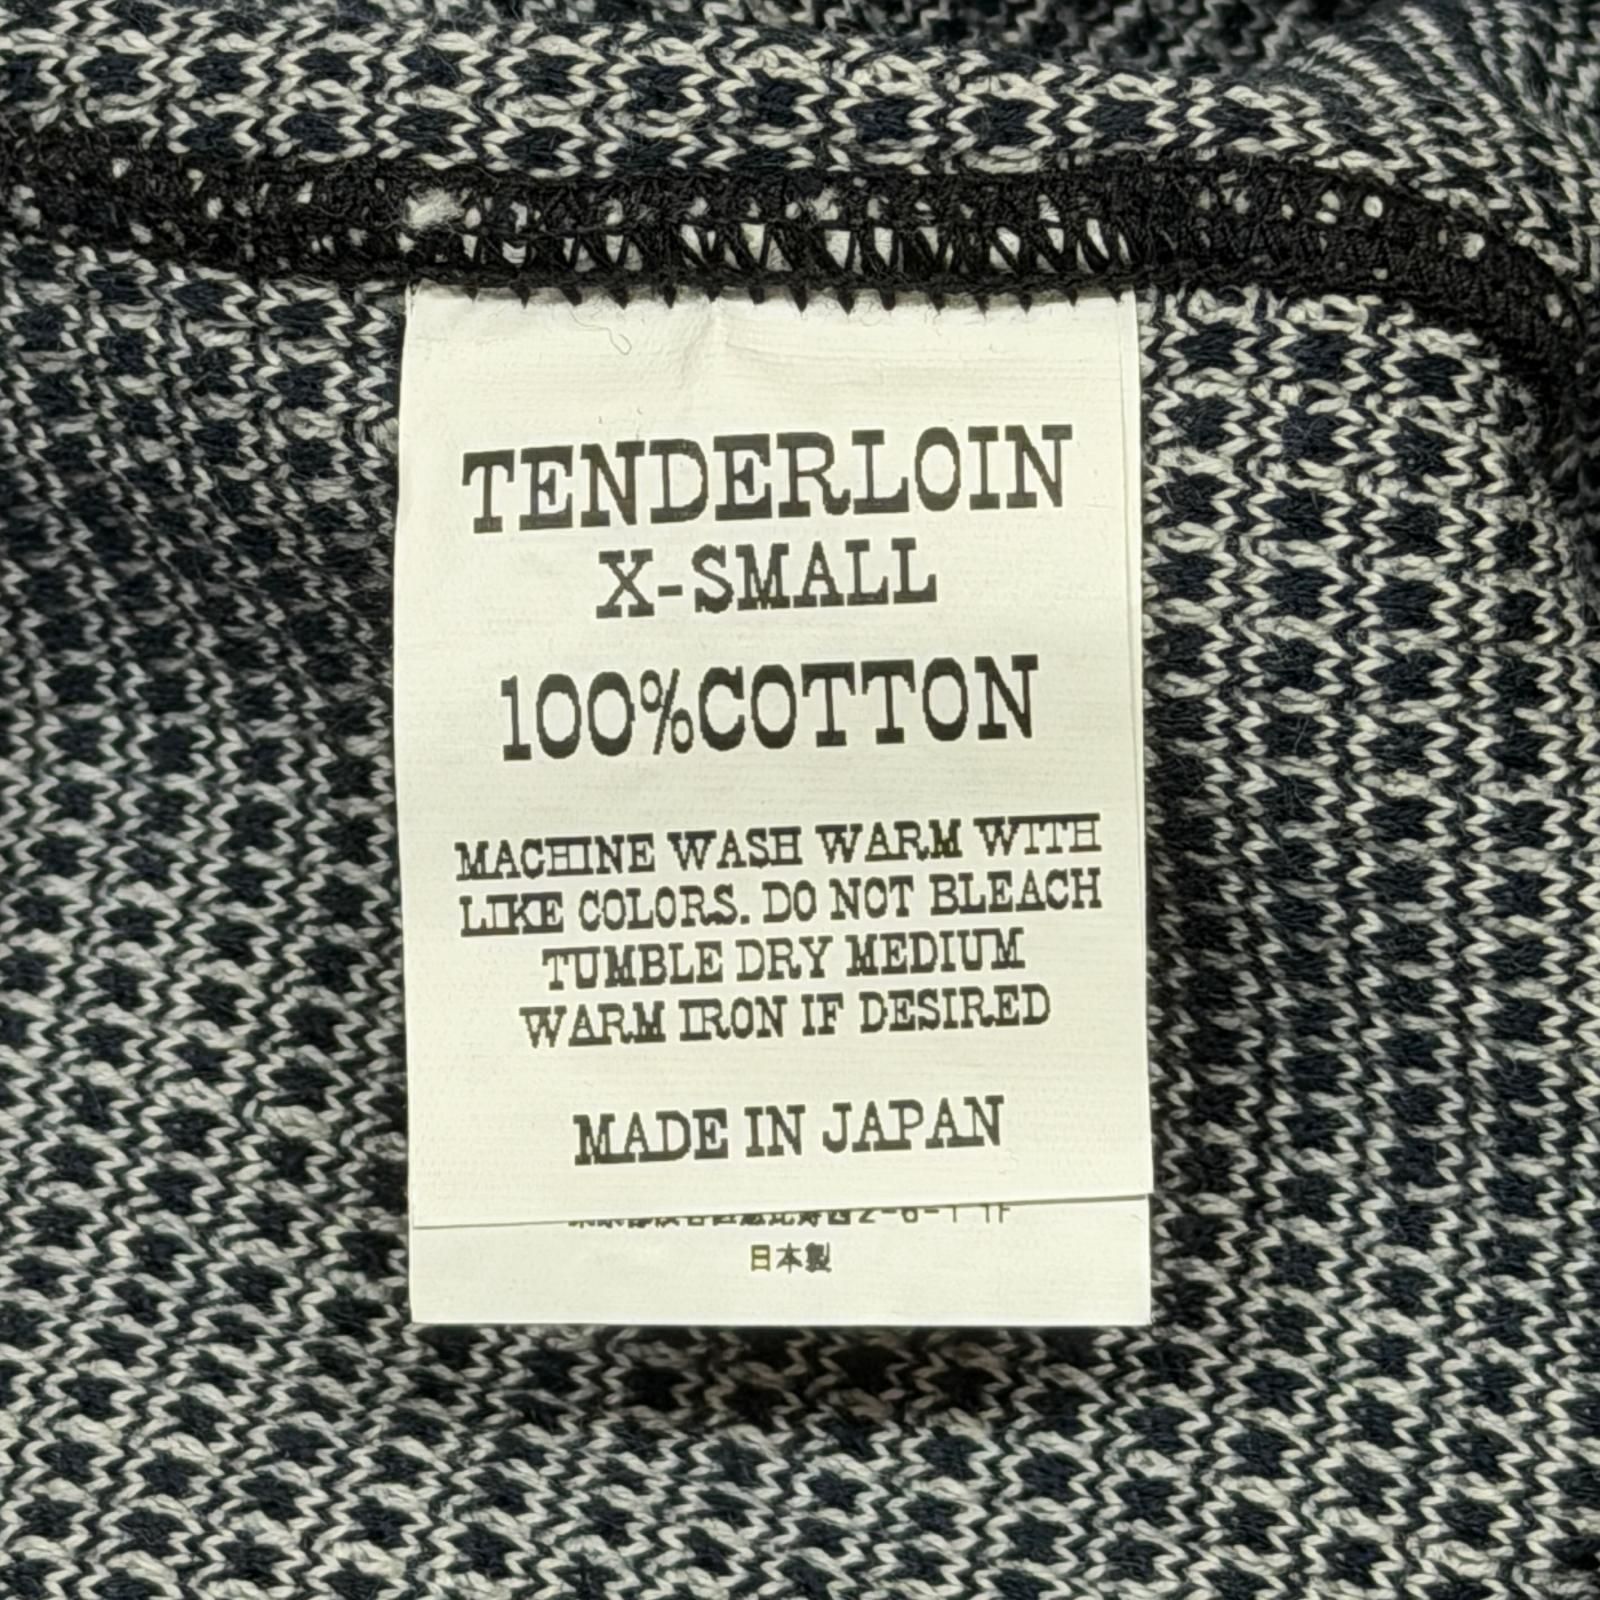 TENDERLOIN
X-SMALL
100%COTTON
MACHINE WASH WARM WITH
LIKE COLORS. DO NOT BLEACH
TUMBLE DRY MEDIUM
WARM IRON IF DESIRED
MADE IN JAPAN
日本製